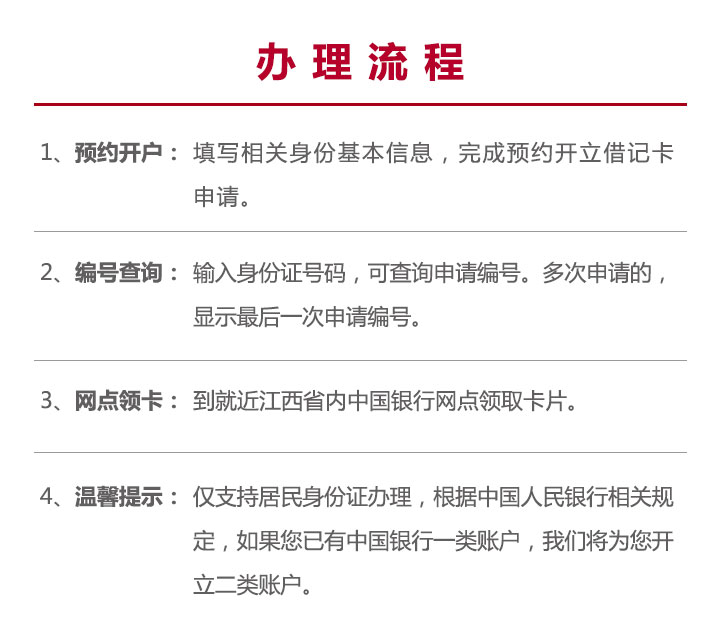 办理流程
1、预约开户： 填写相关身份基本信息，完成预约开立借记卡
申请。
2、编号查询： 输入身份证号码，可查询申请编号。多次申请的，
显示最后一次申请编号。
3、网点领卡： 到就近江西省内中国银行网点领取卡片。
4、温馨提示： 仅支持居民身份证办理，根据中国人民银行相关规
定，如果您已有中国银行一类账户，我们将为您开
立二类账户。